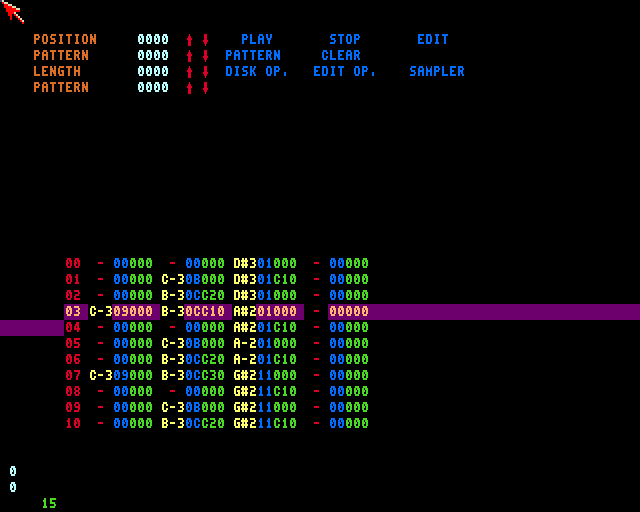 POSITION 0000 PLAY STOP EDIT
PATTERN 0000 PATTERN CLEAR
LENGTH 0000 DISK OP. EDIT OP. SAMPLER
PATTERN 0000
00 - 00000 - 00000 D#301000 - 00000
01 - 00000 C-30B000 D#301C10 - 00000
02 - 00000 B-30CC20 D#301000 - 00000
03 C-309000 B-30CC10 A#201000 - 00000
04 - 00000 - 00000 A#201C10 - 00000
05 - 00000 C-30B000 A-201000 - 00000
06 - 00000 B-30CC20 A-201C10 - 00000
07 C-309000 B-30CC30 G#211000 - 00000
08 - 00000 - 00000 G#211C10 - 00000
09 - 00000 C-30B000 G#211000 - 00000
10 - 00000 B-30CC20 G#211C10 - 00000
0
0
15